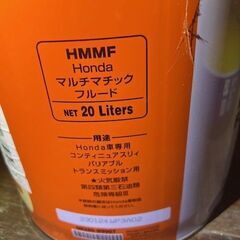 HMMF
Honda
マルチマチック
フルード
NET 20 Liters
用途
Honda車専用
コンティニュアスリィ
バリアブル
トランスミッション用
★火気厳禁
第四類第三石油類
危険等級Ⅲ